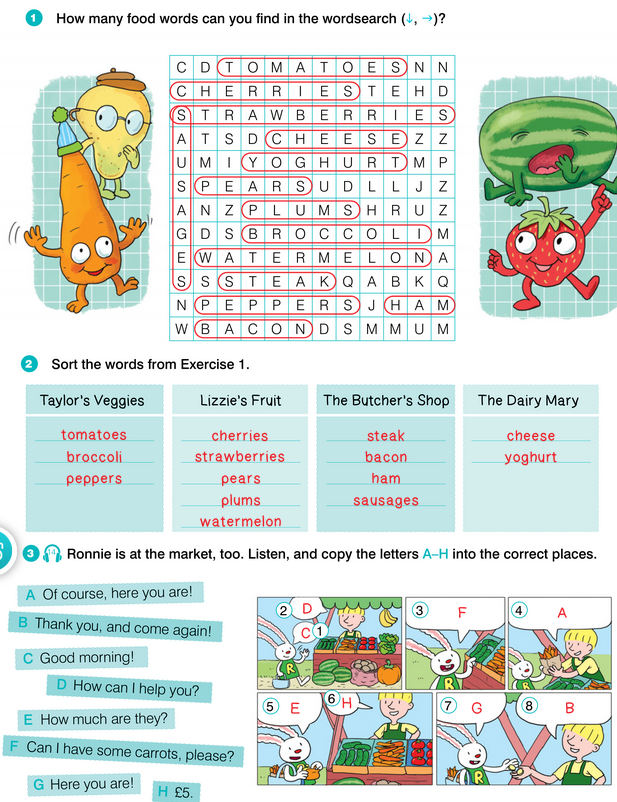 1 How many food words can you find in the wordsearch (↓, →)?
C D T O M A T O E S N N
C H E R R I E S T E H D
S T R A W B E R R I E S
A T S D C H E E S E Z Z
U M I Y O G H U R T M P
S P E A R S U D L L J Z
A N Z P L U M S H R U Z
G D S B R O C C O L I M
E W A T E R M E L O N A
S S S T E A K Q A B K Q
N P E P P E R S J H A M
W B A C O N D S M M U M
2 Sort the words from Exercise 1.
Taylor's Veggies
tomatoes
broccoli
peppers
Lizzie's Fruit
cherries
strawberries
pears
plums
watermelon
The Butcher's Shop
steak
bacon
ham
sausages
The Dairy Mary
cheese
yoghurt
3 14 Ronnie is at the market, too. Listen, and copy the letters A–H into the correct places.
A Of course, here you are!
B Thank you, and come again!
C Good morning!
D How can I help you?
E How much are they?
F Can I have some carrots, please?
G Here you are!
H £5.
2 D
C 1
R
3 F
R
4 A
R
5 E
R
6 H
7 G
R
8 B